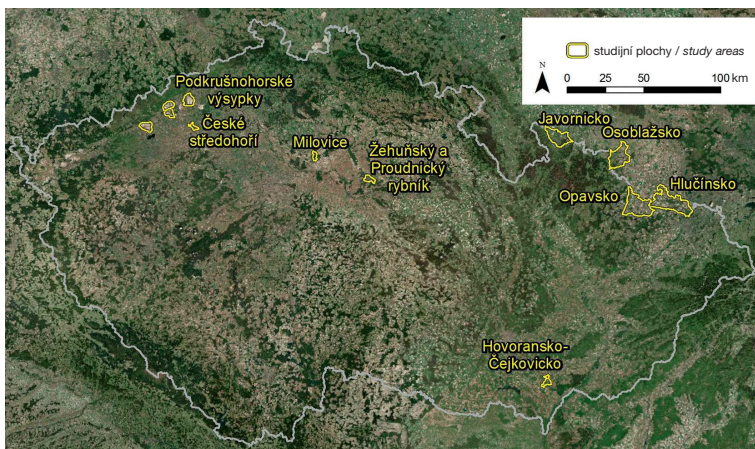 studijní plochy / study areas
N
0 25 50 100 km
Podkrušnohorské
výsypky
České
středohoří
Milovice
Žehuňský a
Proudnický
rybník
Javornicko
Osoblažsko
Opavsko
Hlučínsko
Hovoransko-
Čejkovicko